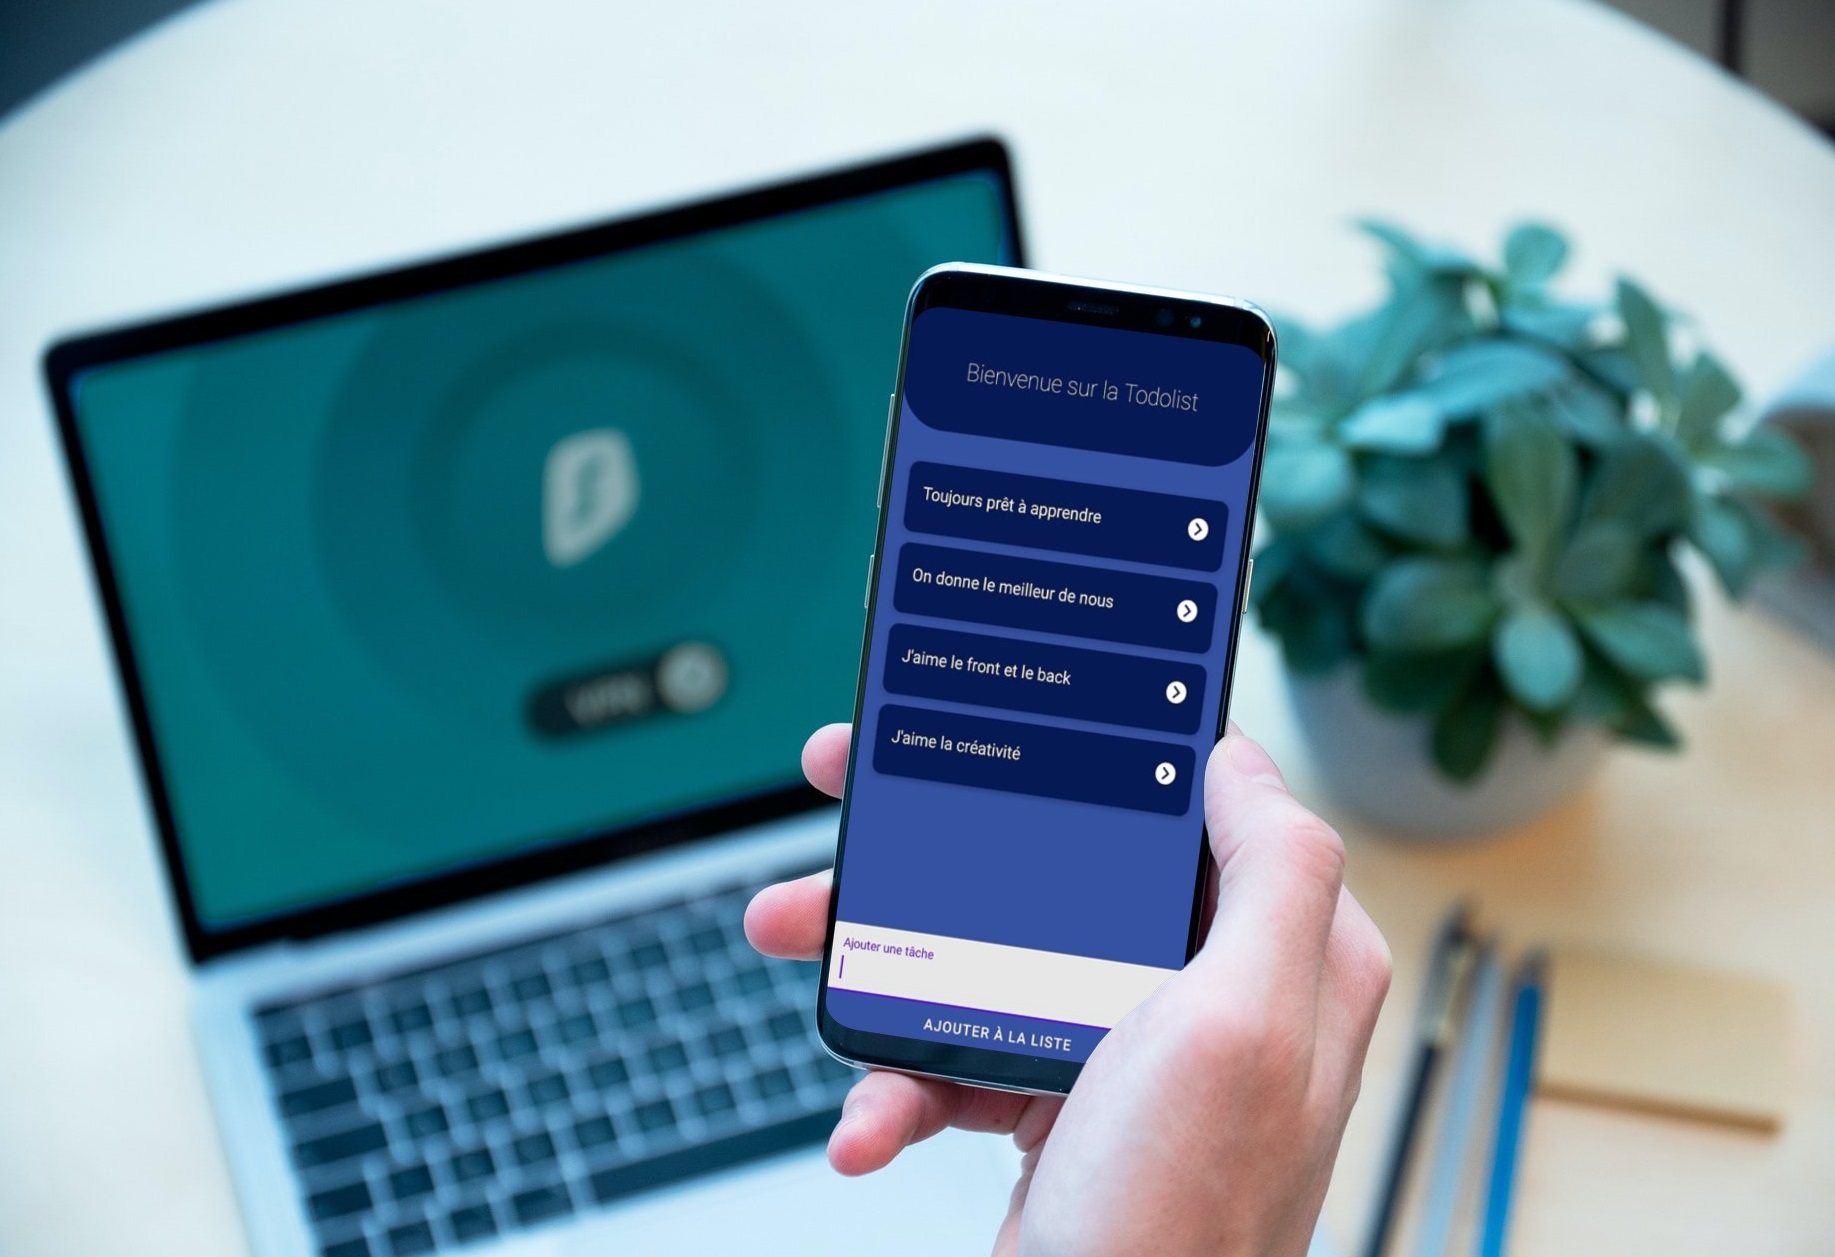 Bienvenue sur la Todolist
Toujours prêt à apprendre
On donne le meilleur de nous
J'aime le front et le back
J'aime la créativité
Ajouter une tâche
AJOUTER À LA LISTE